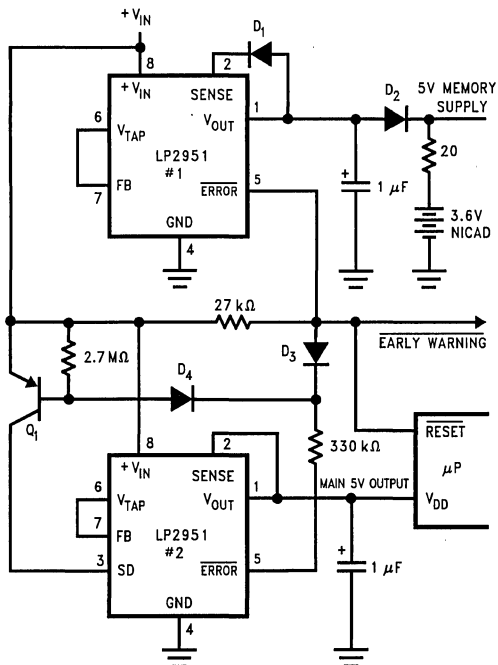 +VIN
D1
8
2
+VIN
SENSE
D2
5V MEMORY
SUPPLY
6
VTAP
VOUT
1
20
LP2951
#1
7
FB
ERROR
5
+
1 μF
3.6V
NICAD
GND
4
27 kΩ
EARLY WARNING
2.7 MΩ
D3
D4
Q1
330 kΩ
RESET
μP
VDD
8
2
+VIN
SENSE
MAIN 5V OUTPUT
6
VTAP
VOUT
1
7
FB
LP2951
#2
3
SD
ERROR
5
+
1 μF
GND
4